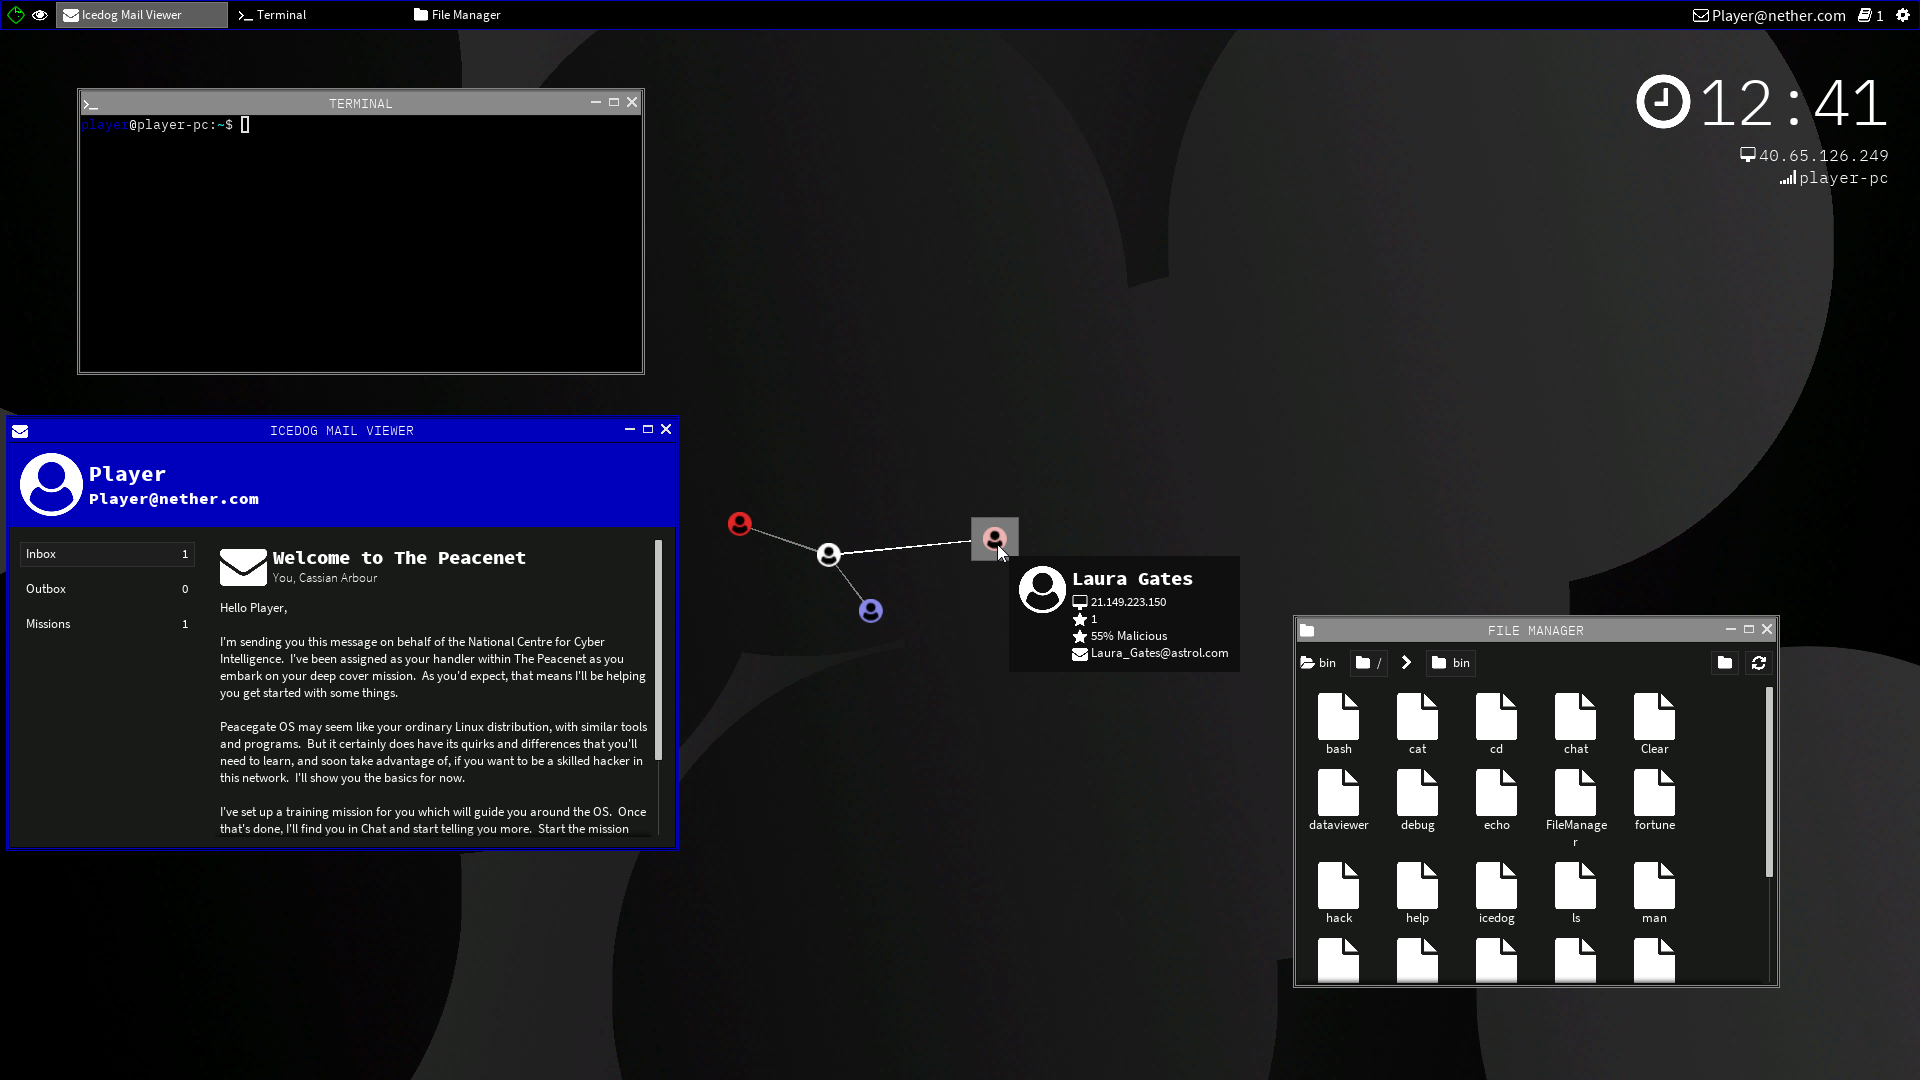 Icedog Mail Viewer
Terminal
File Manager
Player@nether.com
1
12:41
40.65.126.249
player-pc
TERMINAL
player@player-pc:~$
ICEDOG MAIL VIEWER
Player
Player@nether.com
Inbox 1
Outbox 0
Missions 1
Welcome to The Peacenet
You, Cassian Arbour
Hello Player,
I'm sending you this message on behalf of the National Centre for Cyber
Intelligence.  I've been assigned as your handler within The Peacenet as you
embark on your deep cover mission.  As you'd expect, that means I'll be helping
you get started with some things.
Peacegate OS may seem like your ordinary Linux distribution, with similar tools
and programs.  But it certainly does have its quirks and differences that you'll
need to learn, and soon take advantage of, if you want to be a skilled hacker in
this network.  I'll show you the basics for now.
I've set up a training mission for you which will guide you around the OS.  Once
that's done, I'll find you in Chat and start telling you more.  Start the mission
Laura Gates
21.149.223.150
1
55% Malicious
Laura_Gates@astrol.com
FILE MANAGER
bin / bin
bash cat cd chat Clear
dataviewer debug echo FileManage
r fortune
hack help icedog ls man